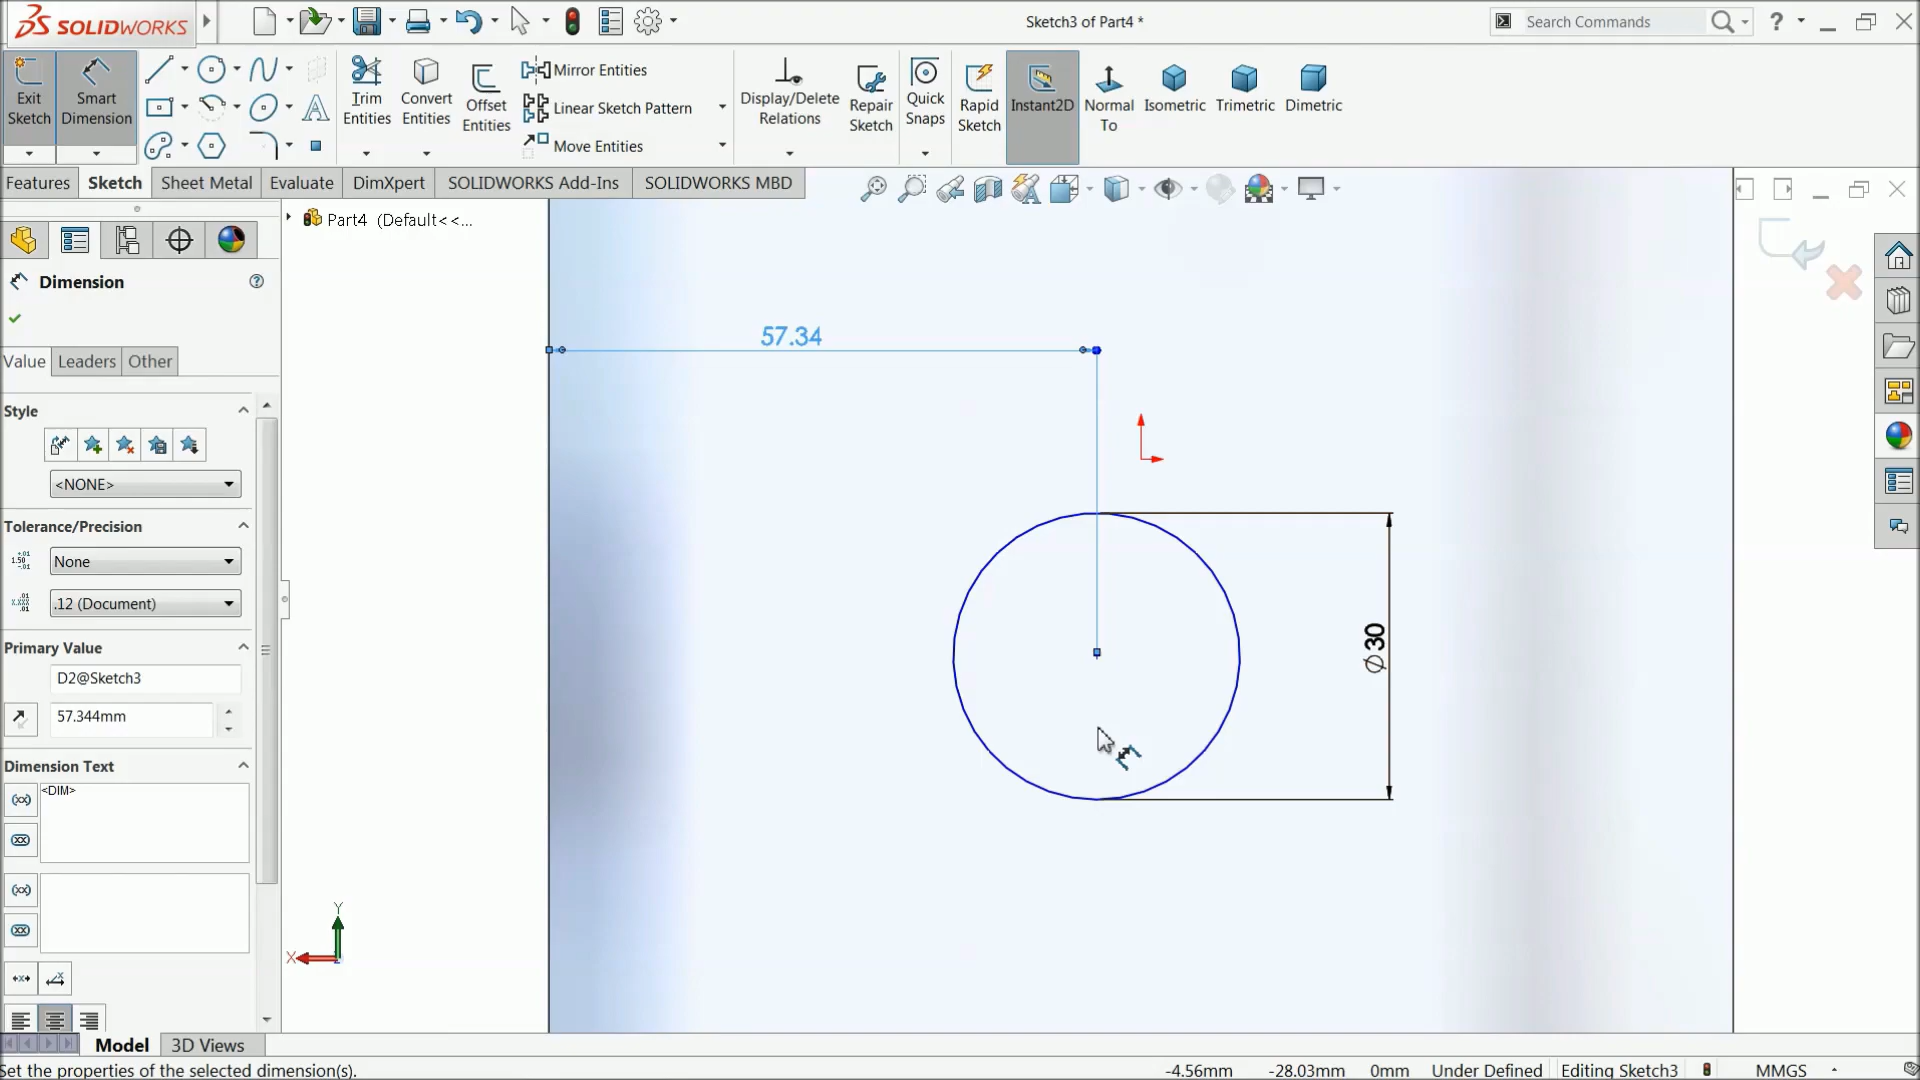 SOLIDWORKS
Sketch3 of Part4 *
Search Commands
?
Exit Sketch
Smart Dimension
Trim Entities
Convert Entities
Offset Entities
Mirror Entities
Linear Sketch Pattern
Move Entities
Display/Delete Relations
Repair Sketch
Quick Snaps
Rapid Sketch
Instant2D
Normal To
Isometric
Trimetric
Dimetric
Features
Sketch
Sheet Metal
Evaluate
DimXpert
SOLIDWORKS Add-Ins
SOLIDWORKS MBD
Part4 (Default<<...
Dimension
Value
Leaders
Other
Style
<NONE>
Tolerance/Precision
None
.12 (Document)
Primary Value
D2@Sketch3
57.344mm
Dimension Text
<DIM>
57.34
∅30
Y
X
Model
3D Views
Set the properties of the selected dimension(s).
-4.56mm
-28.03mm
0mm
Under Defined
Editing Sketch3
MMGS